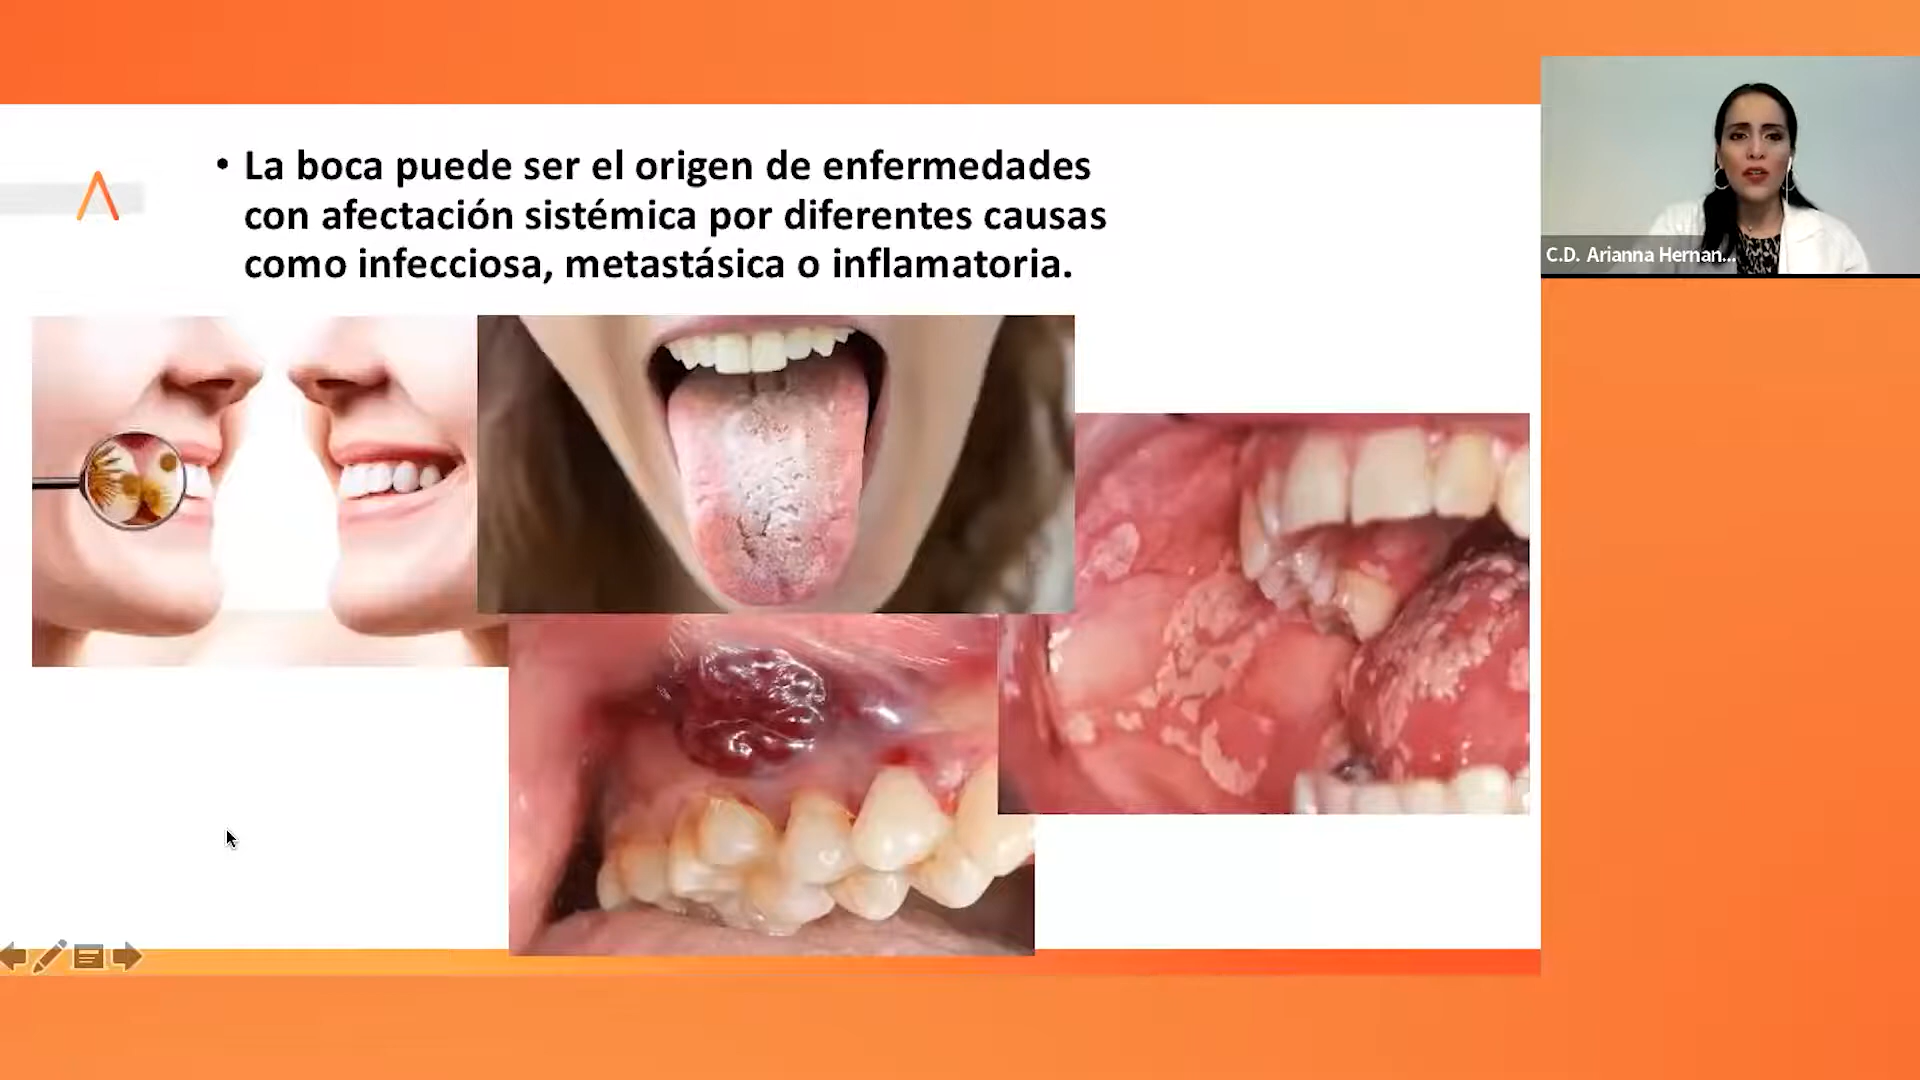 • La boca puede ser el origen de enfermedades
con afectación sistémica por diferentes causas
como infecciosa, metastásica o inflamatoria.
C.D. Arianna Hernan...